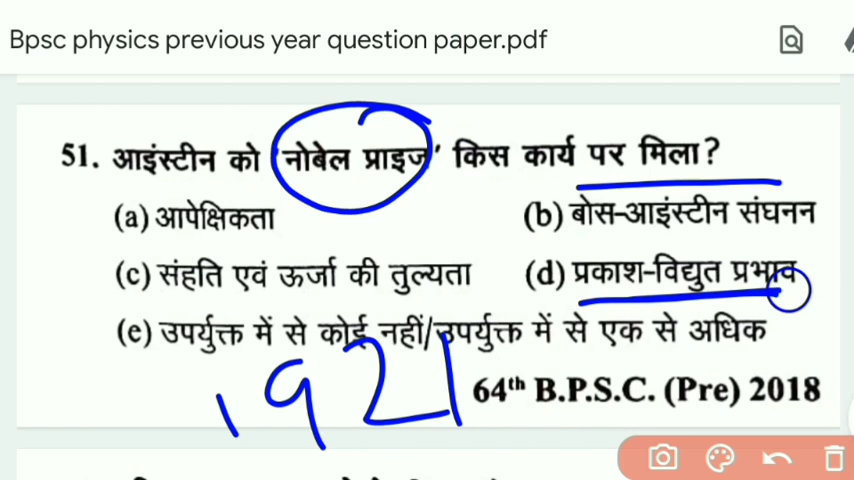 Bpsc physics previous year question paper.pdf
51. आइंस्टीन को 'नोबेल प्राइज' किस कार्य पर मिला?
(a) आपेक्षिकता (b) बोस-आइंस्टीन संघनन
(c) संहति एवं ऊर्जा की तुल्यता (d) प्रकाश-विद्युत प्रभाव
(e) उपर्युक्त में से कोई नहीं/उपर्युक्त में से एक से अधिक
1921
64th B.P.S.C. (Pre) 2018